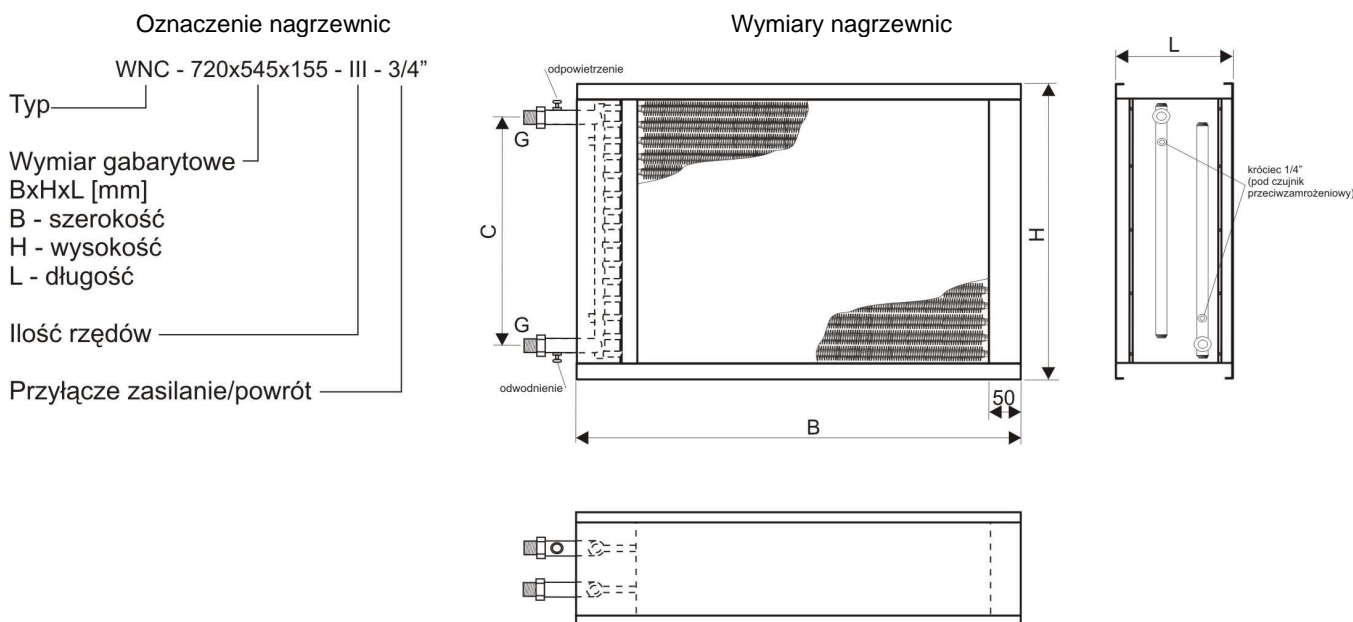 Oznaczenie nagrzewnic
WNC - 720x545x155 - III - 3/4”
Typ
Wymiar gabarytowe
BxHxL [mm]
B - szerokość
H - wysokość
L - długość
Ilość rzędów
Przyłącze zasilanie/powrót
Wymiary nagrzewnic
odpowietrzenie
G
C
G
odwodnienie
H
50
B
L
króciec 1/4”
(pod czujnik
przeciwzamrożeniowy)